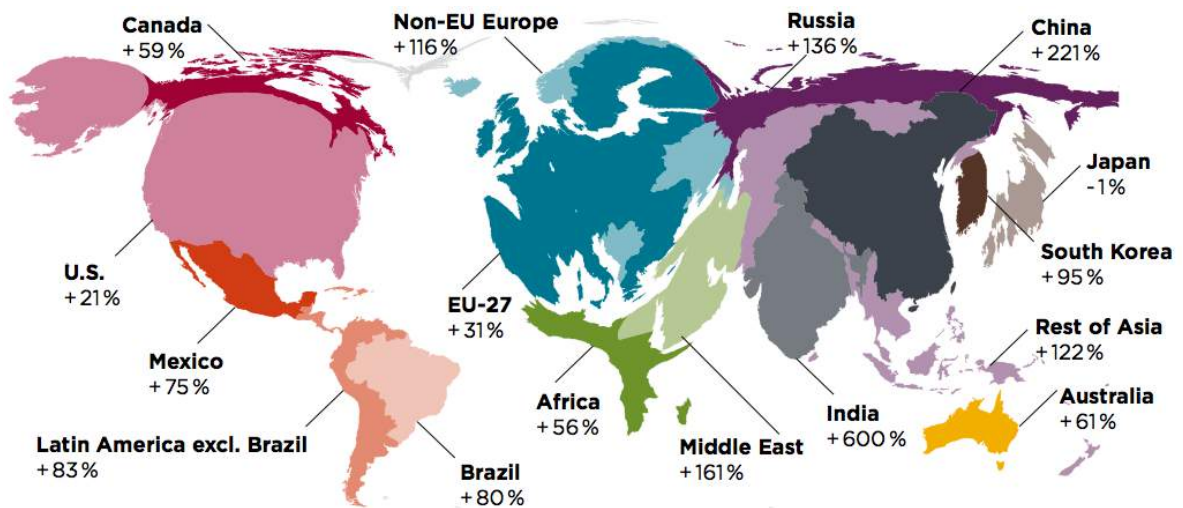 Canada
+59%
Non-EU Europe
+116%
Russia
+136%
China
+221%
Japan
-1%
South Korea
+95%
U.S.
+21%
EU-27
+31%
Rest of Asia
+122%
Mexico
+75%
Africa
+56%
India
+600%
Australia
+61%
Latin America excl. Brazil
+83%
Brazil
+80%
Middle East
+161%